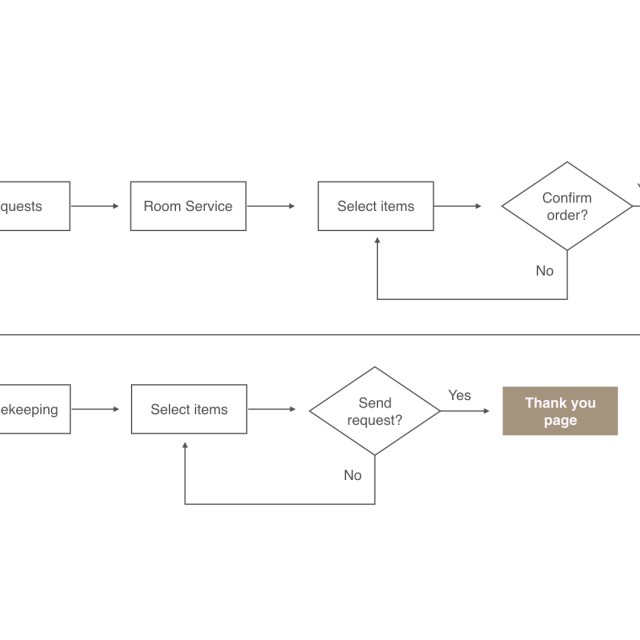 quests
Room Service
Select items
Confirm
order?
No
ekeeping
Select items
Send
request?
Yes
Thank you
page
No